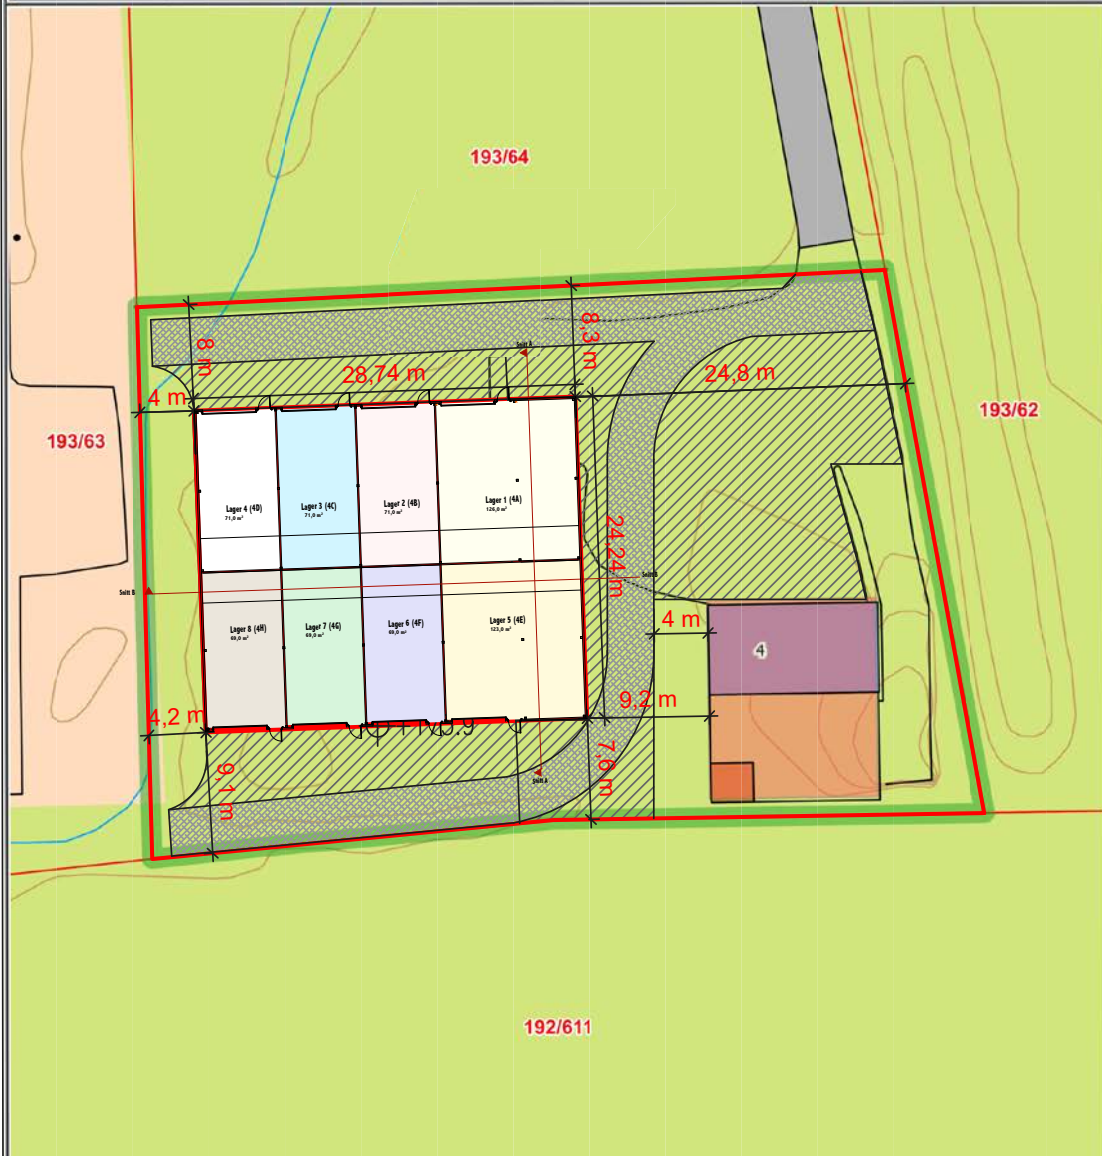 193/64
8 m
8,3 m
Snitt A
28,74 m
24,8 m
4 m
193/62
193/63
Lager 4 (4D)
71,0 m²
Lager 3 (4C)
71,0 m²
Lager 2 (4B)
71,0 m²
Lager 1 (4A)
126,0 m²
24,24 m
Snitt B
Snitt B
4 m
Lager 8 (4H)
69,0 m²
Lager 7 (4G)
69,0 m²
Lager 6 (4F)
69,0 m²
Lager 5 (4E)
123,0 m²
4
9,2 m
4,2 m
9,1 m
7,6 m
Snitt A
192/611